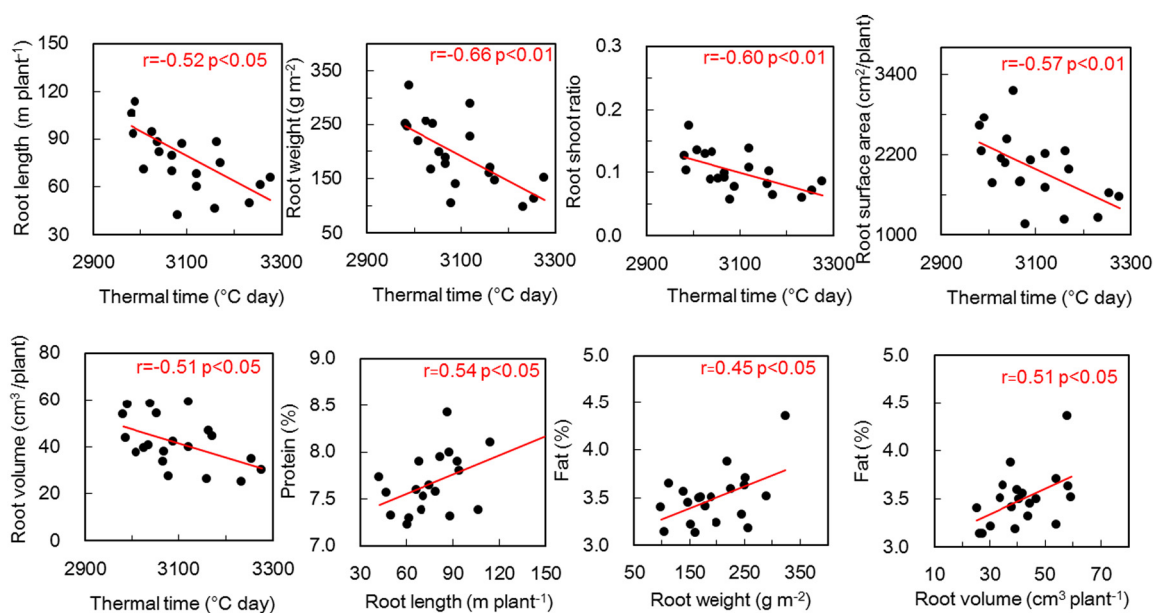 Root length (m plant⁻¹)
150
120
90
60
30
r=-0.52 p<0.05
2900
3100
3300
Thermal time (°C day)
Root weight (g m⁻²)
350
250
150
50
r=-0.66 p<0.01
2900
3100
3300
Thermal time (°C day)
Root shoot ratio
0.3
0.2
0.1
0.0
r=-0.60 p<0.01
2900
3100
3300
Thermal time (°C day)
Root surface area (cm²/plant)
3400
2200
1000
r=-0.57 p<0.01
2900
3100
3300
Thermal time (°C day)
Root volume (cm³ /plant)
80
60
40
20
0
r=-0.51 p<0.05
2900
3100
3300
Thermal time (°C day)
Protein (%)
9.0
8.5
8.0
7.5
7.0
r=0.54 p<0.05
30
60
90
120
150
Root length (m plant⁻¹)
Fat (%)
5.0
4.5
4.0
3.5
3.0
r=0.45 p<0.05
50
150
250
350
Root weight (g m⁻²)
Fat (%)
5.0
4.5
4.0
3.5
3.0
r=0.51 p<0.05
10
30
50
70
Root volume (cm³ plant⁻¹)